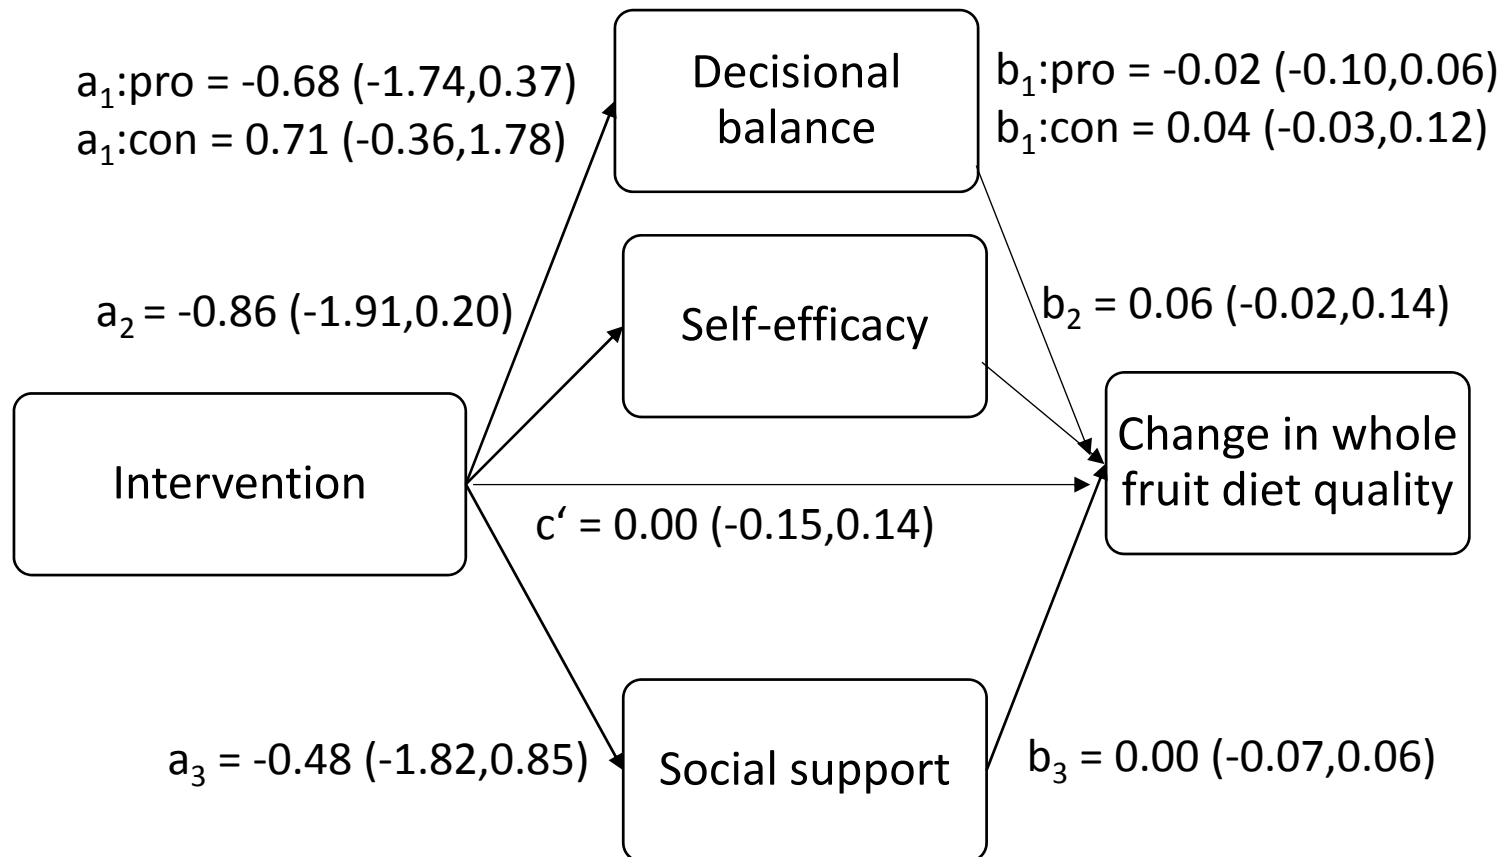 a₁:pro = -0.68 (-1.74,0.37)
a₁:con = 0.71 (-0.36,1.78)
Decisional
balance
b₁:pro = -0.02 (-0.10,0.06)
b₁:con = 0.04 (-0.03,0.12)
a₂ = -0.86 (-1.91,0.20)
Self-efficacy
b₂ = 0.06 (-0.02,0.14)
Intervention
c‘ = 0.00 (-0.15,0.14)
Change in whole
fruit diet quality
a₃ = -0.48 (-1.82,0.85)
Social support
b₃ = 0.00 (-0.07,0.06)